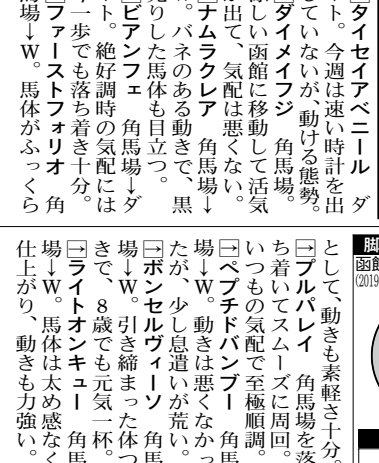 →タイセイアベニール　ダ
ト。今週は速い時計を出
していないが、動ける態勢。
→ダイメイフジ　角馬場。
しい函館に移動して活気
が出て、気配は悪くない。
→ナムラクレア　角馬場↓
W。バネのある動きで、黒
光りした馬体も目立つ。
→ビアンフェ　角馬場↓ダ
ト。絶好調時の気配には
一歩でも落ち着き十分。
→ファーストフォリオ　角
馬場↓W。馬体がふっくら
として、動きも素軽さ十分。
→プルパレイ　角馬場を落
ち着いてスムーズに周回。
いつもの気配で至極順調。
→ペプチドバンブー　角馬
場↓W。動きは悪くなかっ
たが、少し息遣いが荒い。
→ボンセルヴィーソ　角馬
場↓W。引き締まった体つ
きで、8歳でも元気一杯。
→ライトオンキュー　角馬
場↓W。馬体は太め感なく
仕上がり、動きも力強い。
脚
函館
(2019